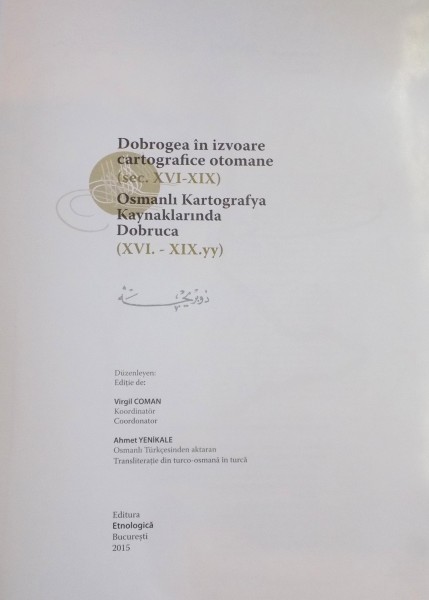 Dobrogea în izvoare
cartografice otomane
(sec. XVI-XIX)
Osmanlı Kartografya
Kaynaklarında
Dobruca
(XVI. - XIX.yy)
Düzenleyen:
Ediție de:
Virgil COMAN
Koordinatör
Coordonator
Ahmet YENİKALE
Osmanlı Türkçesinden aktaran
Transliterație din turco-osmană în turcă
Editura
Etnologică
București
2015